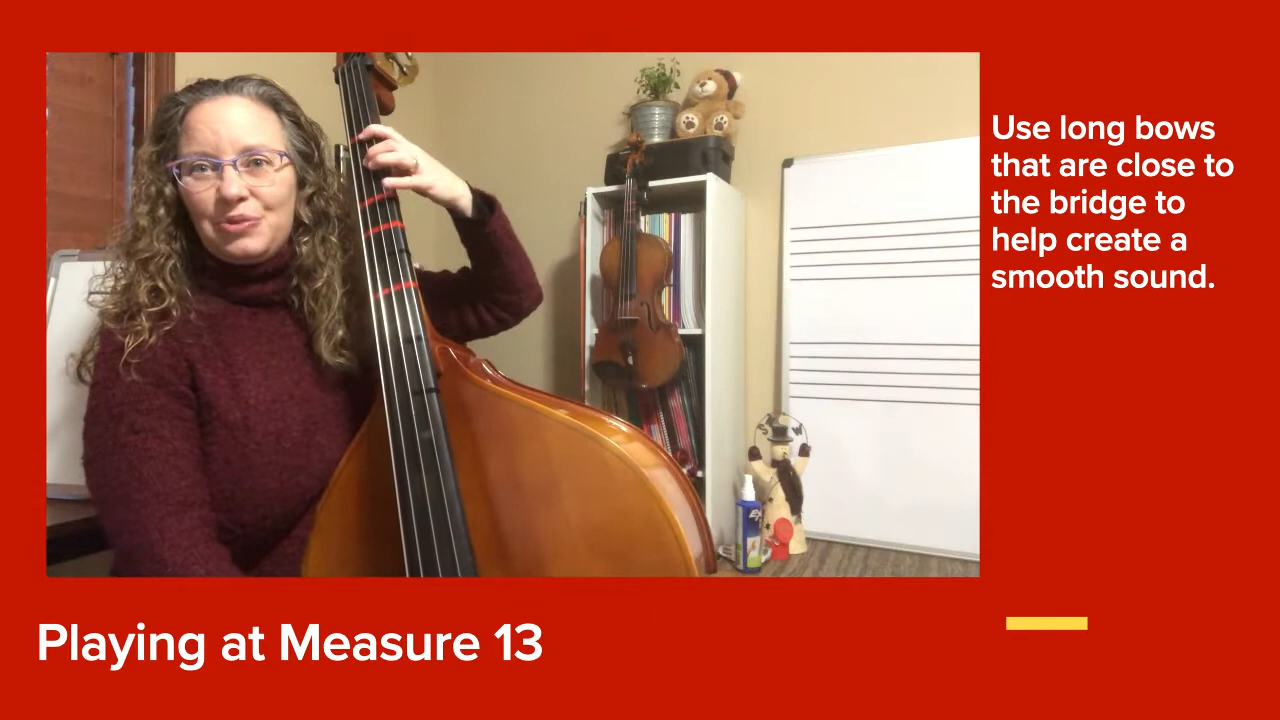 Use long bows
that are close to
the bridge to
help create a
smooth sound.
Playing at Measure 13